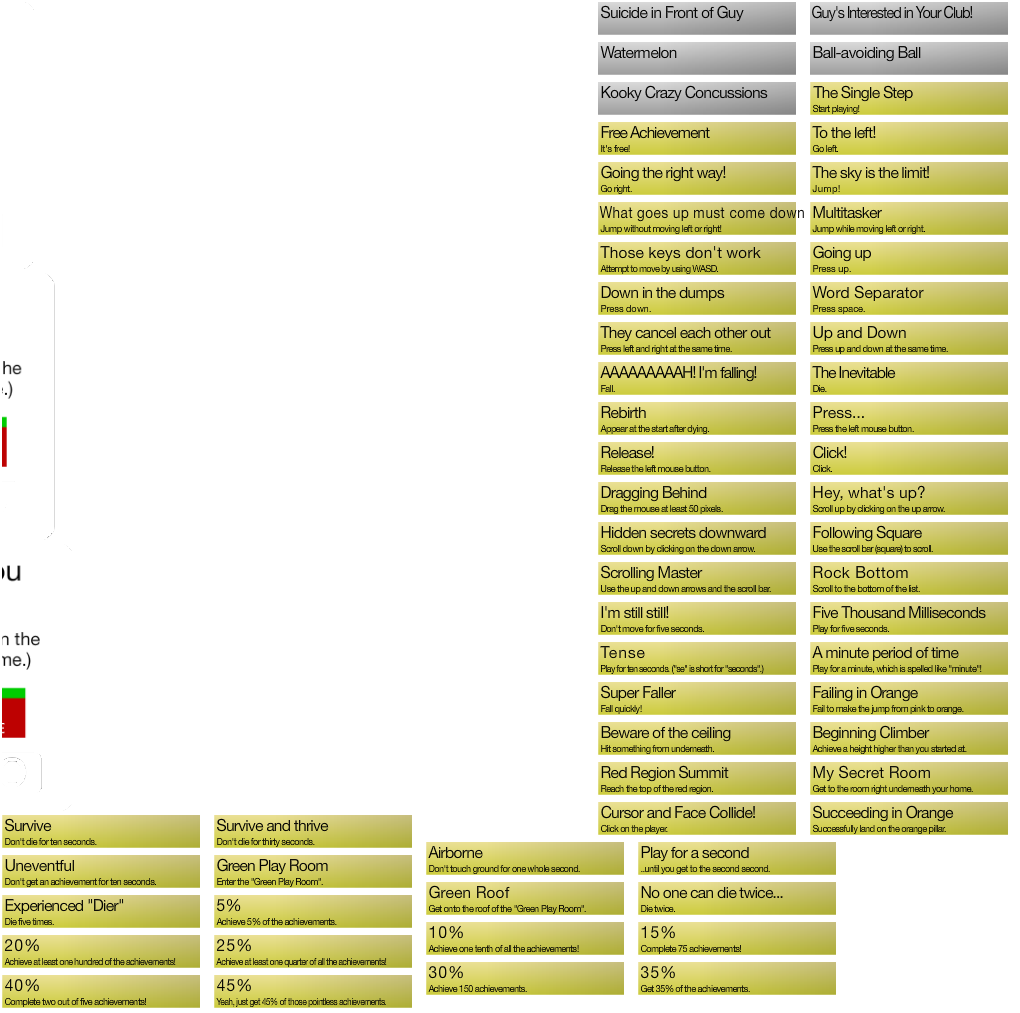 Suicide in Front of Guy
Guy's Interested in Your Club!
Watermelon
Ball-avoiding Ball
Kooky Crazy Concussions
The Single Step
Start playing!
Free Achievement
It's free!
To the left!
Go left.
Going the right way!
Go right.
The sky is the limit!
Jump!
What goes up must come down
Jump without moving left or right!
Multitasker
Jump while moving left or right.
Those keys don't work
Attempt to move by using WASD.
Going up
Press up.
Down in the dumps
Press down.
Word Separator
Press space.
They cancel each other out
Press left and right at the same time.
Up and Down
Press up and down at the same time.
AAAAAAAAAH! I'm falling!
Fall.
The Inevitable
Die.
Rebirth
Appear at the start after dying.
Press...
Press the left mouse button.
Release!
Release the left mouse button.
Click!
Click.
Dragging Behind
Drag the mouse at least 50 pixels.
Hey, what's up?
Scroll up by clicking on the up arrow.
Hidden secrets downward
Scroll down by clicking on the down arrow.
Following Square
Use the scroll bar (square) to scroll.
Scrolling Master
Use the up and down arrows and the scroll bar.
Rock Bottom
Scroll to the bottom of the list.
I'm still still!
Don't move for five seconds.
Five Thousand Milliseconds
Play for five seconds.
Tense
Play for ten seconds. ("se" is short for "seconds".)
A minute period of time
Play for a minute, which is spelled like "minute"!
Super Faller
Fall quickly!
Failing in Orange
Fail to make the jump from pink to orange.
Beware of the ceiling
Hit something from underneath.
Beginning Climber
Achieve a height higher than you started at.
Red Region Summit
Reach the top of the red region.
My Secret Room
Get to the room right underneath your home.
Cursor and Face Collide!
Click on the player.
Succeeding in Orange
Successfully land on the orange pillar.
he
.)
ou
n the
me.)
E
Survive
Don't die for ten seconds.
Survive and thrive
Don't die for thirty seconds.
Airborne
Don't touch ground for one whole second.
Play for a second
...until you get to the second second.
Uneventful
Don't get an achievement for ten seconds.
Green Play Room
Enter the "Green Play Room".
Green Roof
Get onto the roof of the "Green Play Room".
No one can die twice...
Die twice.
Experienced "Dier"
Die five times.
5%
Achieve 5% of the achievements.
10%
Achieve one tenth of all the achievements!
15%
Complete 75 achievements!
20%
Achieve at least one hundred of the achievements!
25%
Achieve at least one quarter of all the achievements!
30%
Achieve 150 achievements.
35%
Get 35% of the achievements.
40%
Complete two out of five achievements!
45%
Yeah, just get 45% of those pointless achievements.